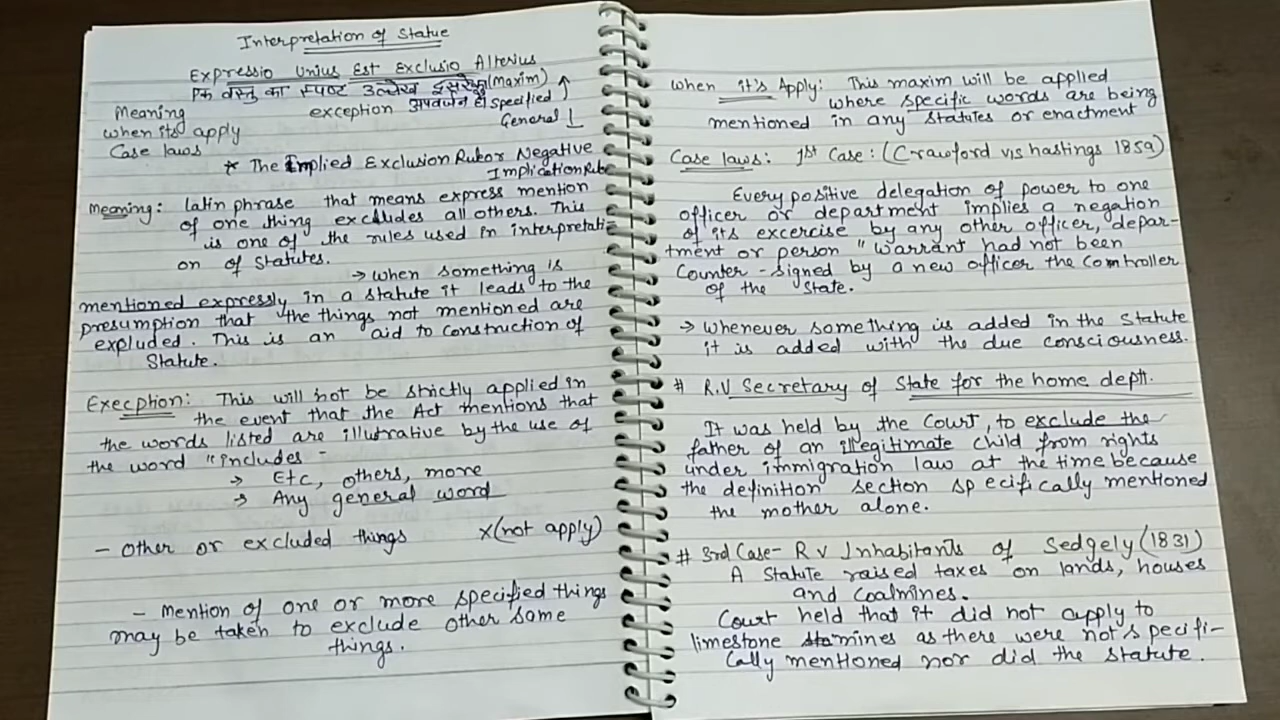 Interpretation of Statue
Expressio Unius Est Exclusio Alterius
एक वस्तु का स्पष्ट उल्लेख दूसरे का (Maxim) ↑
Meaning exception अपवर्जन है। specified
when its apply General ↓
Case laws
* The Implied Exclusion Rule or Negative
Implication Rule
Meaning: latin phrase that means express mention
of one thing excludes all others. This
is one of the rules used in interpretati-
on of Statutes.
→ when something is
mentioned expressly in a statute it leads to the
presumption that the things not mentioned are
expluded. This is an aid to construction of
Statute.
Execption: This will not be strictly applied in
the event that the Act mentions that
the words listed are illutrative by the use of
the word "includes -
→ Etc, others, more
→ Any general word
- Other or excluded things x(not apply)
- Mention of one or more specified things
may be taken to exclude other same
things.
when it's Apply: This maxim will be applied
where specific words are being
mentioned in any statutes or enactment
Case laws: 1st Case: (Crawford v/s hastings 1859)
Every positive delegation of power to one
officer or department implies a negation
of its excercise by any other officer, depar-
tment or person "warrant had not been
Counter - signed by a new officer the Controller
of the State.
→ Whenever something is added in the Statute
it is added with the due consciousness.
# R.V Secretary of State for the home deptt.
It was held by the Court, to exclude the
father of an illegitimate child from rights
under immigration law at the time because
the definition section specifically mentioned
the mother alone.
# 3rd Case- R v Inhabitants of Sedgely (1831)
A Statute raised taxes on lands, houses
and Coalmines.
Court held that it did not apply to
limestone mines as there were not specifi-
cally mentioned nor did the statute.